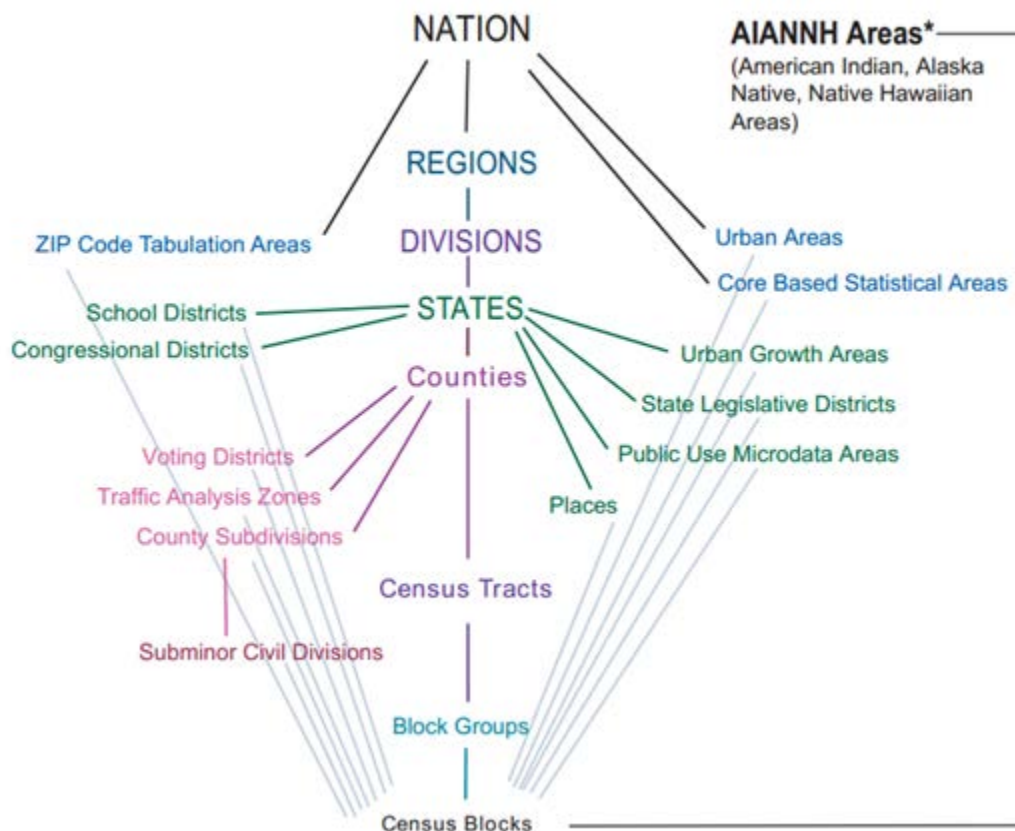 NATION
AIANNH Areas*
(American Indian, Alaska
Native, Native Hawaiian
Areas)
REGIONS
ZIP Code Tabulation Areas
DIVISIONS
Urban Areas
Core Based Statistical Areas
School Districts
STATES
Congressional Districts
Urban Growth Areas
Counties
State Legislative Districts
Voting Districts
Public Use Microdata Areas
Traffic Analysis Zones
Places
County Subdivisions
Census Tracts
Subminor Civil Divisions
Block Groups
Census Blocks